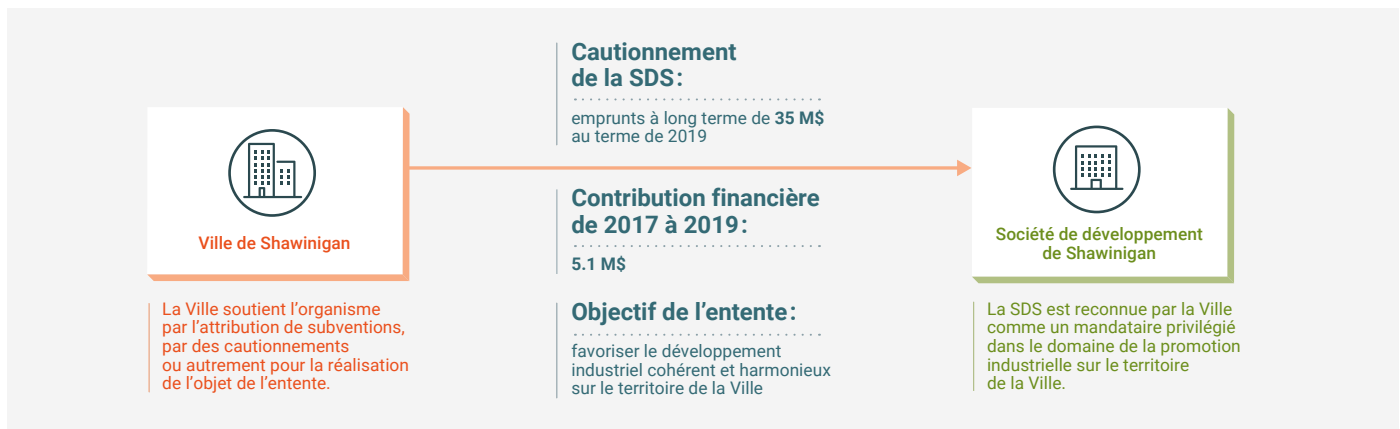 Ville de Shawinigan
La Ville soutient l'organisme
par l'attribution de subventions,
par des cautionnements
ou autrement pour la réalisation
de l'objet de l'entente.
Cautionnement
de la SDS :
emprunts à long terme de 35 M$
au terme de 2019
Contribution financière
de 2017 à 2019 :
5.1 M$
Objectif de l'entente :
favoriser le développement
industriel cohérent et harmonieux
sur le territoire de la Ville
Société de développement
de Shawinigan
La SDS est reconnue par la Ville
comme un mandataire privilégié
dans le domaine de la promotion
industrielle sur le territoire
de la Ville.